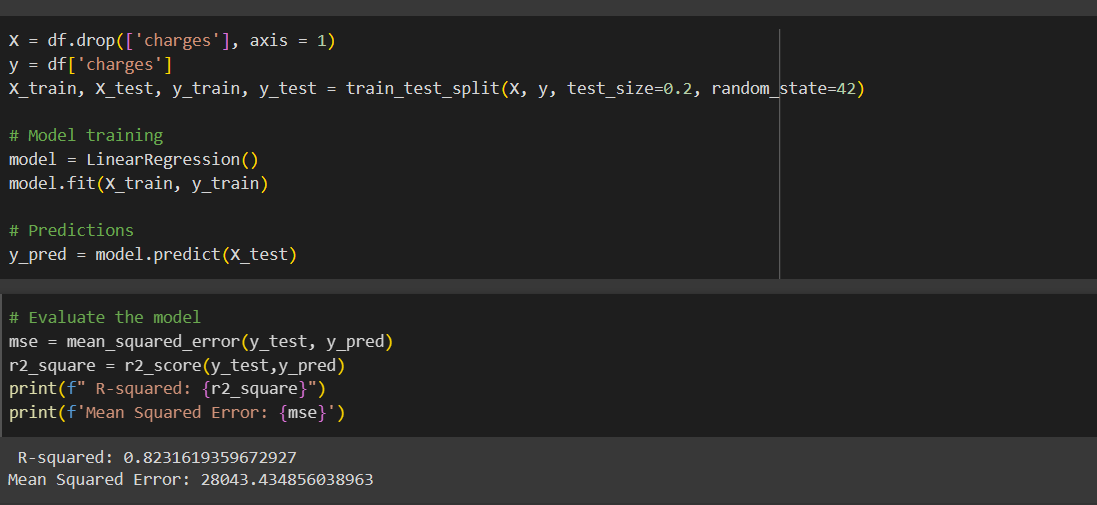 X = df.drop(['charges'], axis = 1)
y = df['charges']
X_train, X_test, y_train, y_test = train_test_split(X, y, test_size=0.2, random_state=42)
# Model training
model = LinearRegression()
model.fit(X_train, y_train)
# Predictions
y_pred = model.predict(X_test)
# Evaluate the model
mse = mean_squared_error(y_test, y_pred)
r2_square = r2_score(y_test,y_pred)
print(f" R-squared: {r2_square}")
print(f'Mean Squared Error: {mse}')
R-squared: 0.8231619359672927
Mean Squared Error: 28043.434856038963